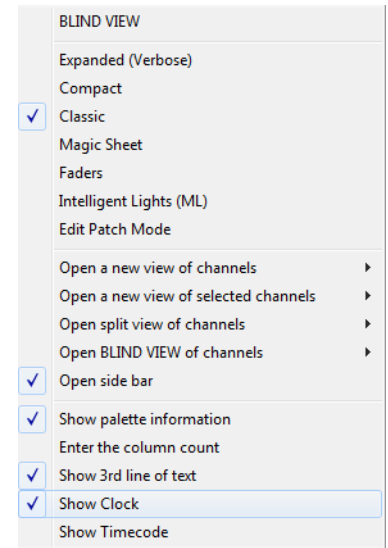 BLIND VIEW
Expanded (Verbose)
Compact
Classic
Magic Sheet
Faders
Intelligent Lights (ML)
Edit Patch Mode
Open a new view of channels
Open a new view of selected channels
Open split view of channels
Open BLIND VIEW of channels
Open side bar
Show palette information
Enter the column count
Show 3rd line of text
Show Clock
Show Timecode